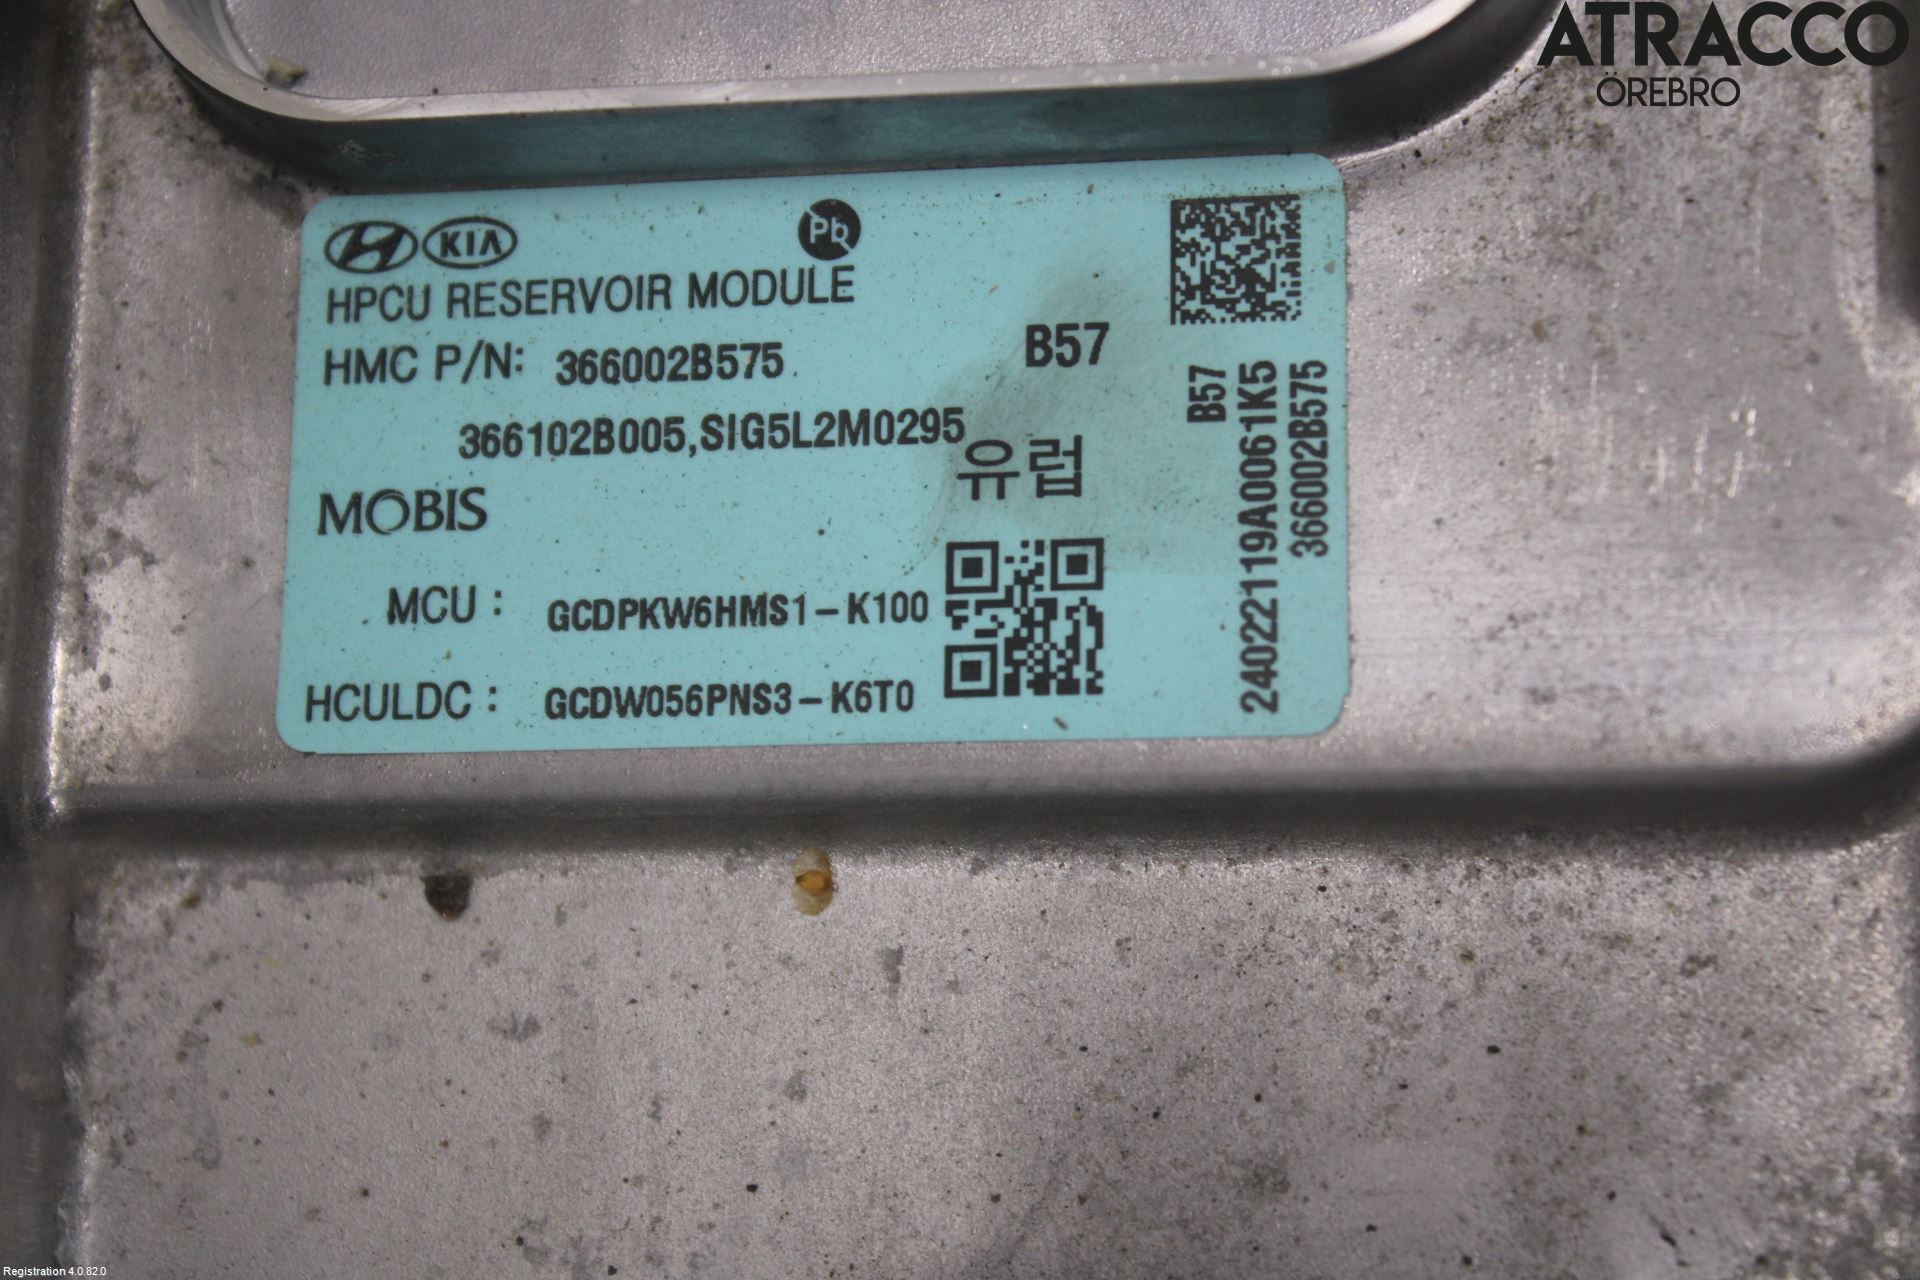 ATRACCO
ÖREBRO
KIA
Pb
HPCU RESERVOIR MODULE
HMC P/N: 366002B575
B57
366102B005,SIG5L2M0295
유럽
MOBIS
MCU : GCDPKW6HMS1-K100
HCULDC : GCDW056PNS3-K6T0
B57
240222119A0061K5
366002B575
Registration 4.0.82.0